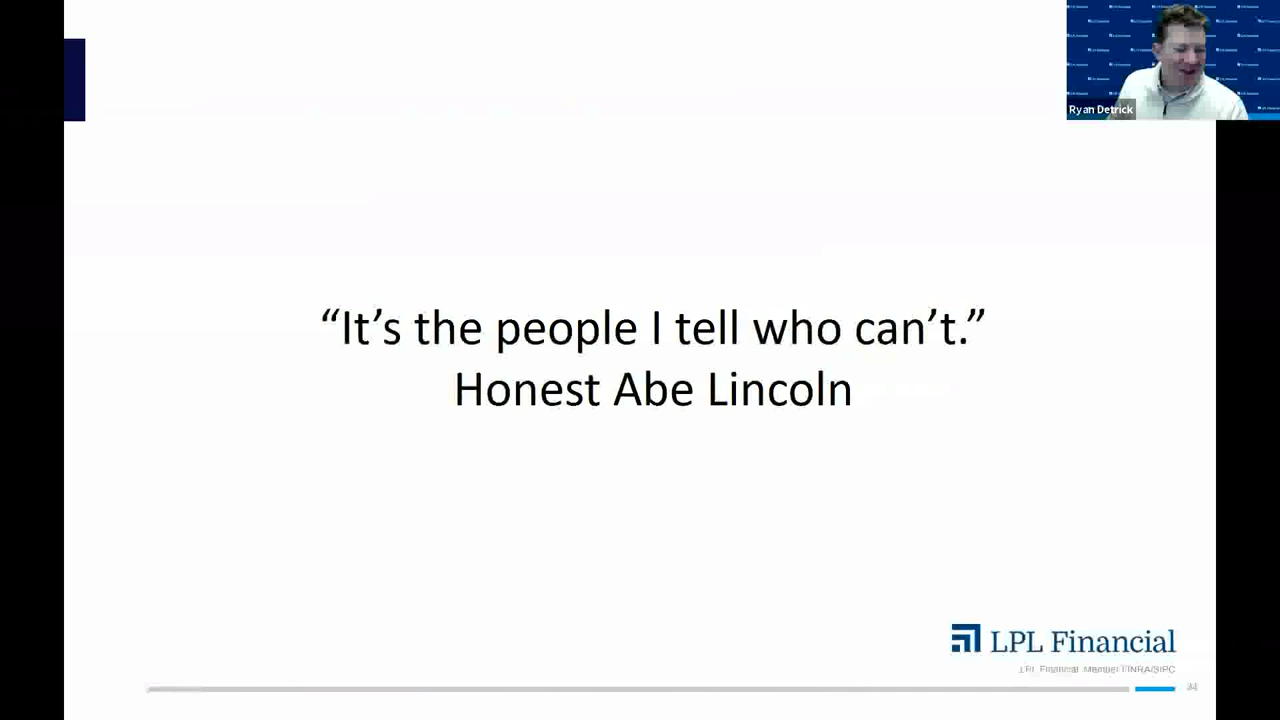 Ryan Detrick
“It’s the people I tell who can’t.”
Honest Abe Lincoln
LPL Financial
LPL Financial Member FINRA/SIPC